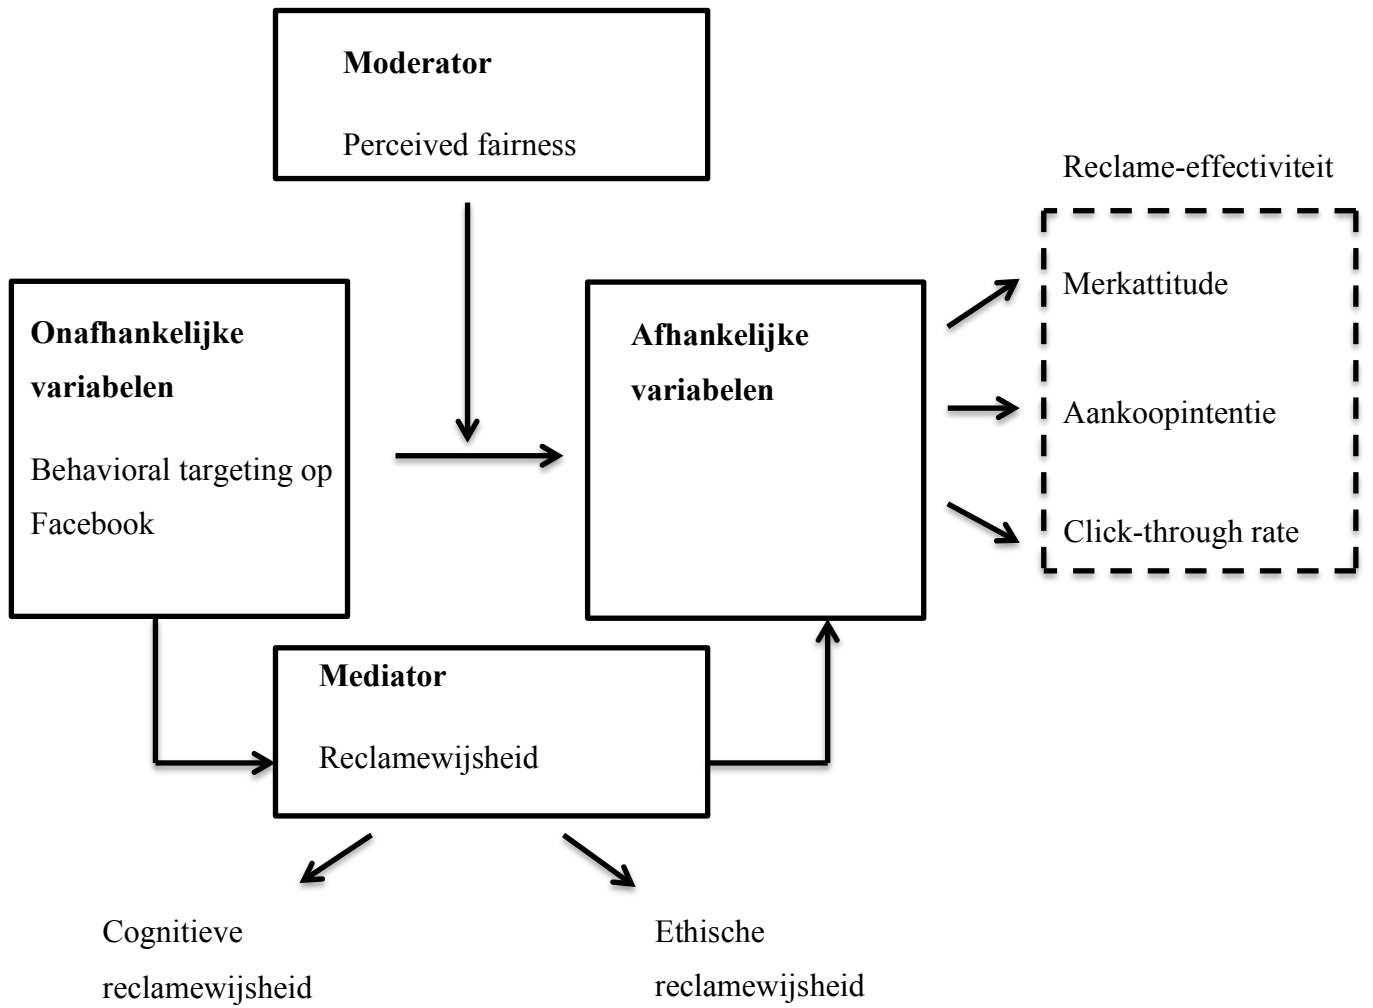 Moderator
Perceived fairness
Reclame-effectiviteit
Merkattitude
Aankoopintentie
Click-through rate
Onafhankelijke
variabelen
Behavioral targeting op
Facebook
Afhankelijke
variabelen
Mediator
Reclamewijsheid
Cognitieve
reclamewijsheid
Ethische
reclamewijsheid